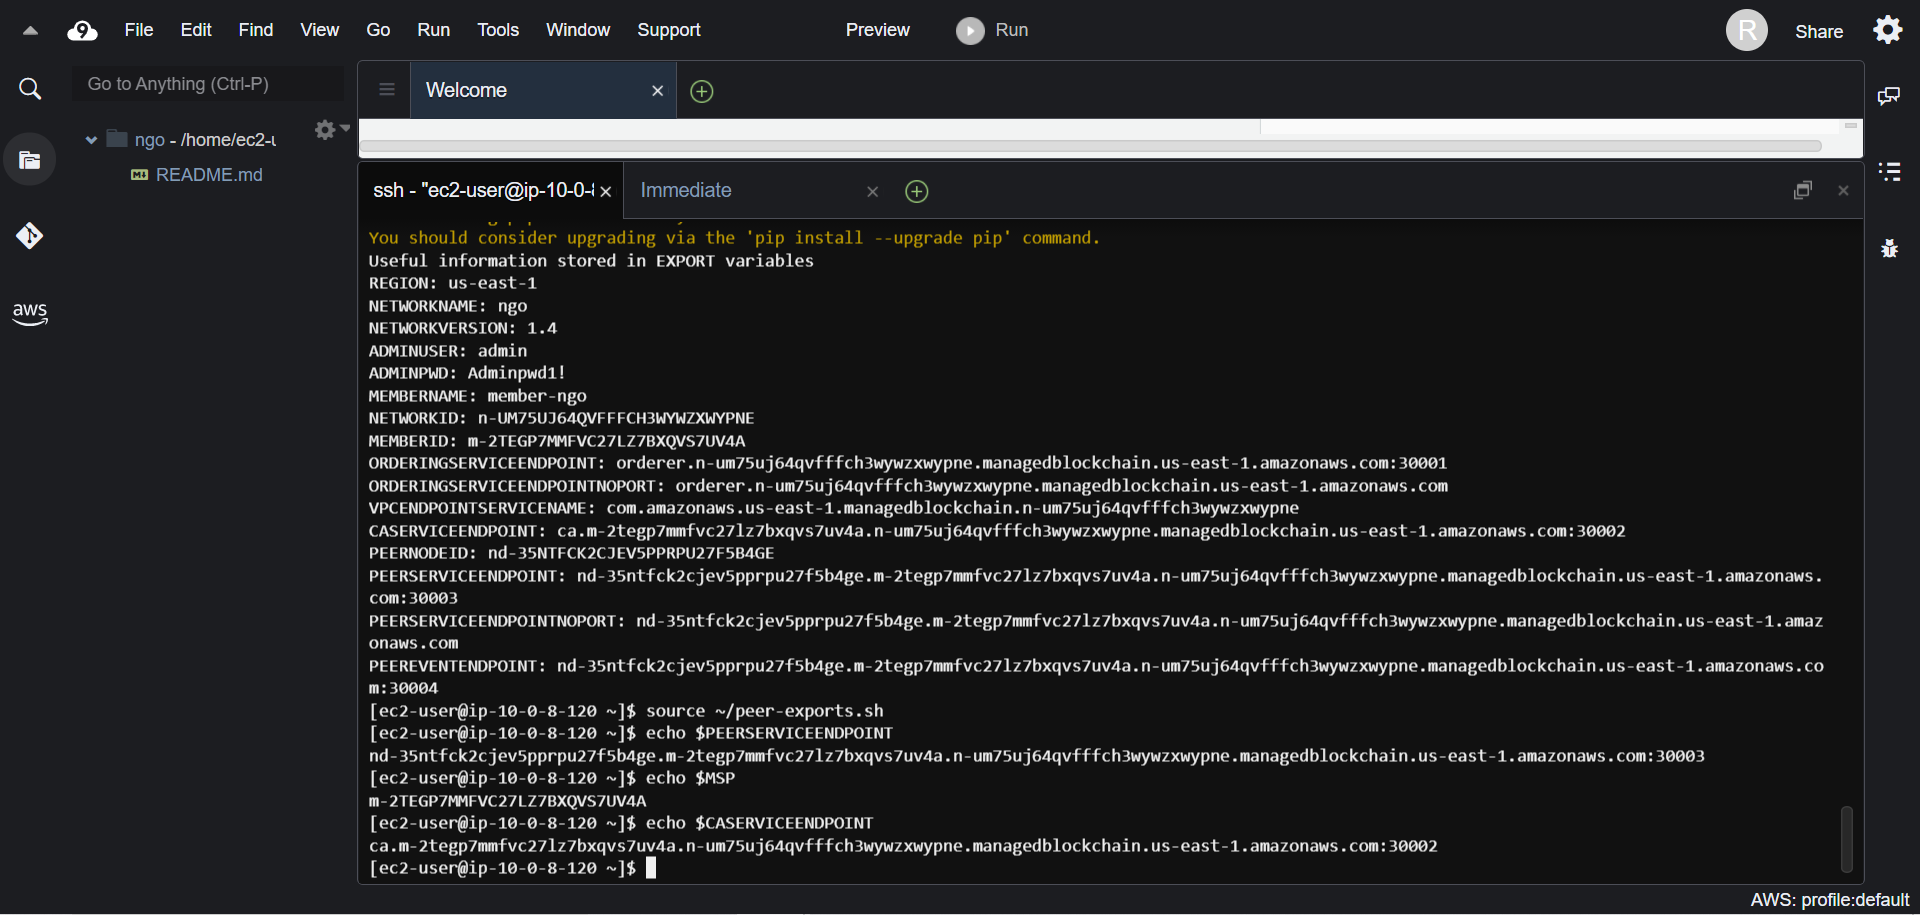 File Edit Find View Go Run Tools Window Support Preview Run R Share
Go to Anything (Ctrl-P)
Welcome
ngo - /home/ec2-u
README.md
aws
ssh - "ec2-user@ip-10-0-8 Immediate
You should consider upgrading via the 'pip install --upgrade pip' command.
Useful information stored in EXPORT variables
REGION: us-east-1
NETWORKNAME: ngo
NETWORKVERSION: 1.4
ADMINUSER: admin
ADMINPWD: Adminpwd1!
MEMBERNAME: member-ngo
NETWORKID: n-UM75UJ64QVFFFCH3WYWZXWYPNE
MEMBERID: m-2TEGP7MMFVC27LZ7BXQVS7UV4A
ORDERINGSERVICEENDPOINT: orderer.n-um75uj64qvfffch3wywzxwypne.managedblockchain.us-east-1.amazonaws.com:30001
ORDERINGSERVICEENDPOINTNOPORT: orderer.n-um75uj64qvfffch3wywzxwypne.managedblockchain.us-east-1.amazonaws.com
VPCENDPOINTSERVICENAME: com.amazonaws.us-east-1.managedblockchain.n-um75uj64qvfffch3wywzxwypne
CASERVICEENDPOINT: ca.m-2tegp7mmfvc27lz7bxqvs7uv4a.n-um75uj64qvfffch3wywzxwypne.managedblockchain.us-east-1.amazonaws.com:30002
PEERNODEID: nd-35NTFCK2CJEV5PPRPU27F5B4GE
PEERSERVICEENDPOINT: nd-35ntfck2cjev5pprpu27f5b4ge.m-2tegp7mmfvc27lz7bxqvs7uv4a.n-um75uj64qvfffch3wywzxwypne.managedblockchain.us-east-1.amazonaws.
com:30003
PEERSERVICEENDPOINTNOPORT: nd-35ntfck2cjev5pprpu27f5b4ge.m-2tegp7mmfvc27lz7bxqvs7uv4a.n-um75uj64qvfffch3wywzxwypne.managedblockchain.us-east-1.amaz
onaws.com
PEEREVENTENDPOINT: nd-35ntfck2cjev5pprpu27f5b4ge.m-2tegp7mmfvc27lz7bxqvs7uv4a.n-um75uj64qvfffch3wywzxwypne.managedblockchain.us-east-1.amazonaws.co
m:30004
[ec2-user@ip-10-0-8-120 ~]$ source ~/peer-exports.sh
[ec2-user@ip-10-0-8-120 ~]$ echo $PEERSERVICEENDPOINT
nd-35ntfck2cjev5pprpu27f5b4ge.m-2tegp7mmfvc27lz7bxqvs7uv4a.n-um75uj64qvfffch3wywzxwypne.managedblockchain.us-east-1.amazonaws.com:30003
[ec2-user@ip-10-0-8-120 ~]$ echo $MSP
m-2TEGP7MMFVC27LZ7BXQVS7UV4A
[ec2-user@ip-10-0-8-120 ~]$ echo $CASERVICEENDPOINT
ca.m-2tegp7mmfvc27lz7bxqvs7uv4a.n-um75uj64qvfffch3wywzxwypne.managedblockchain.us-east-1.amazonaws.com:30002
[ec2-user@ip-10-0-8-120 ~]$
AWS: profile:default